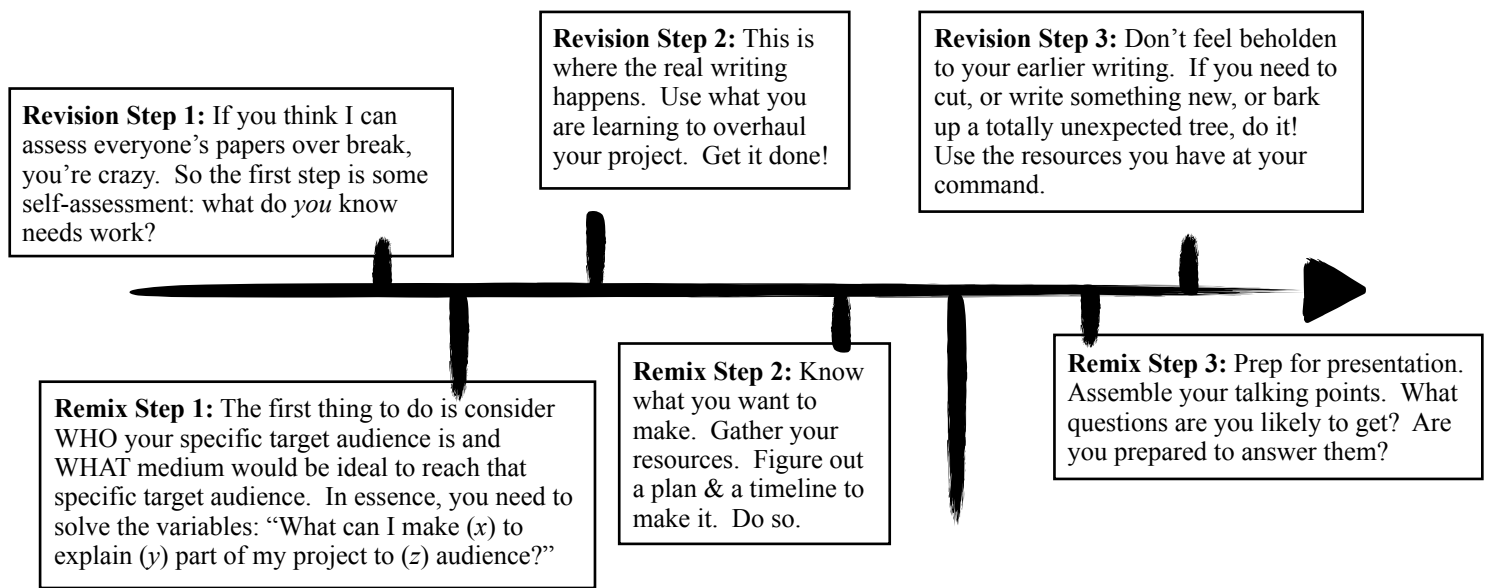 Revision Step 1: If you think I can
assess everyone’s papers over break,
you’re crazy.  So the first step is some
self-assessment: what do you know
needs work?
Revision Step 2: This is
where the real writing
happens.  Use what you
are learning to overhaul
your project.  Get it done!
Revision Step 3: Don’t feel beholden
to your earlier writing.  If you need to
cut, or write something new, or bark
up a totally unexpected tree, do it!
Use the resources you have at your
command.
Remix Step 1: The first thing to do is consider
WHO your specific target audience is and
WHAT medium would be ideal to reach that
specific target audience.  In essence, you need to
solve the variables: “What can I make (x) to
explain (y) part of my project to (z) audience?”
Remix Step 2: Know
what you want to
make.  Gather your
resources.  Figure out
a plan & a timeline to
make it.  Do so.
Remix Step 3: Prep for presentation.
Assemble your talking points.  What
questions are you likely to get?  Are
you prepared to answer them?